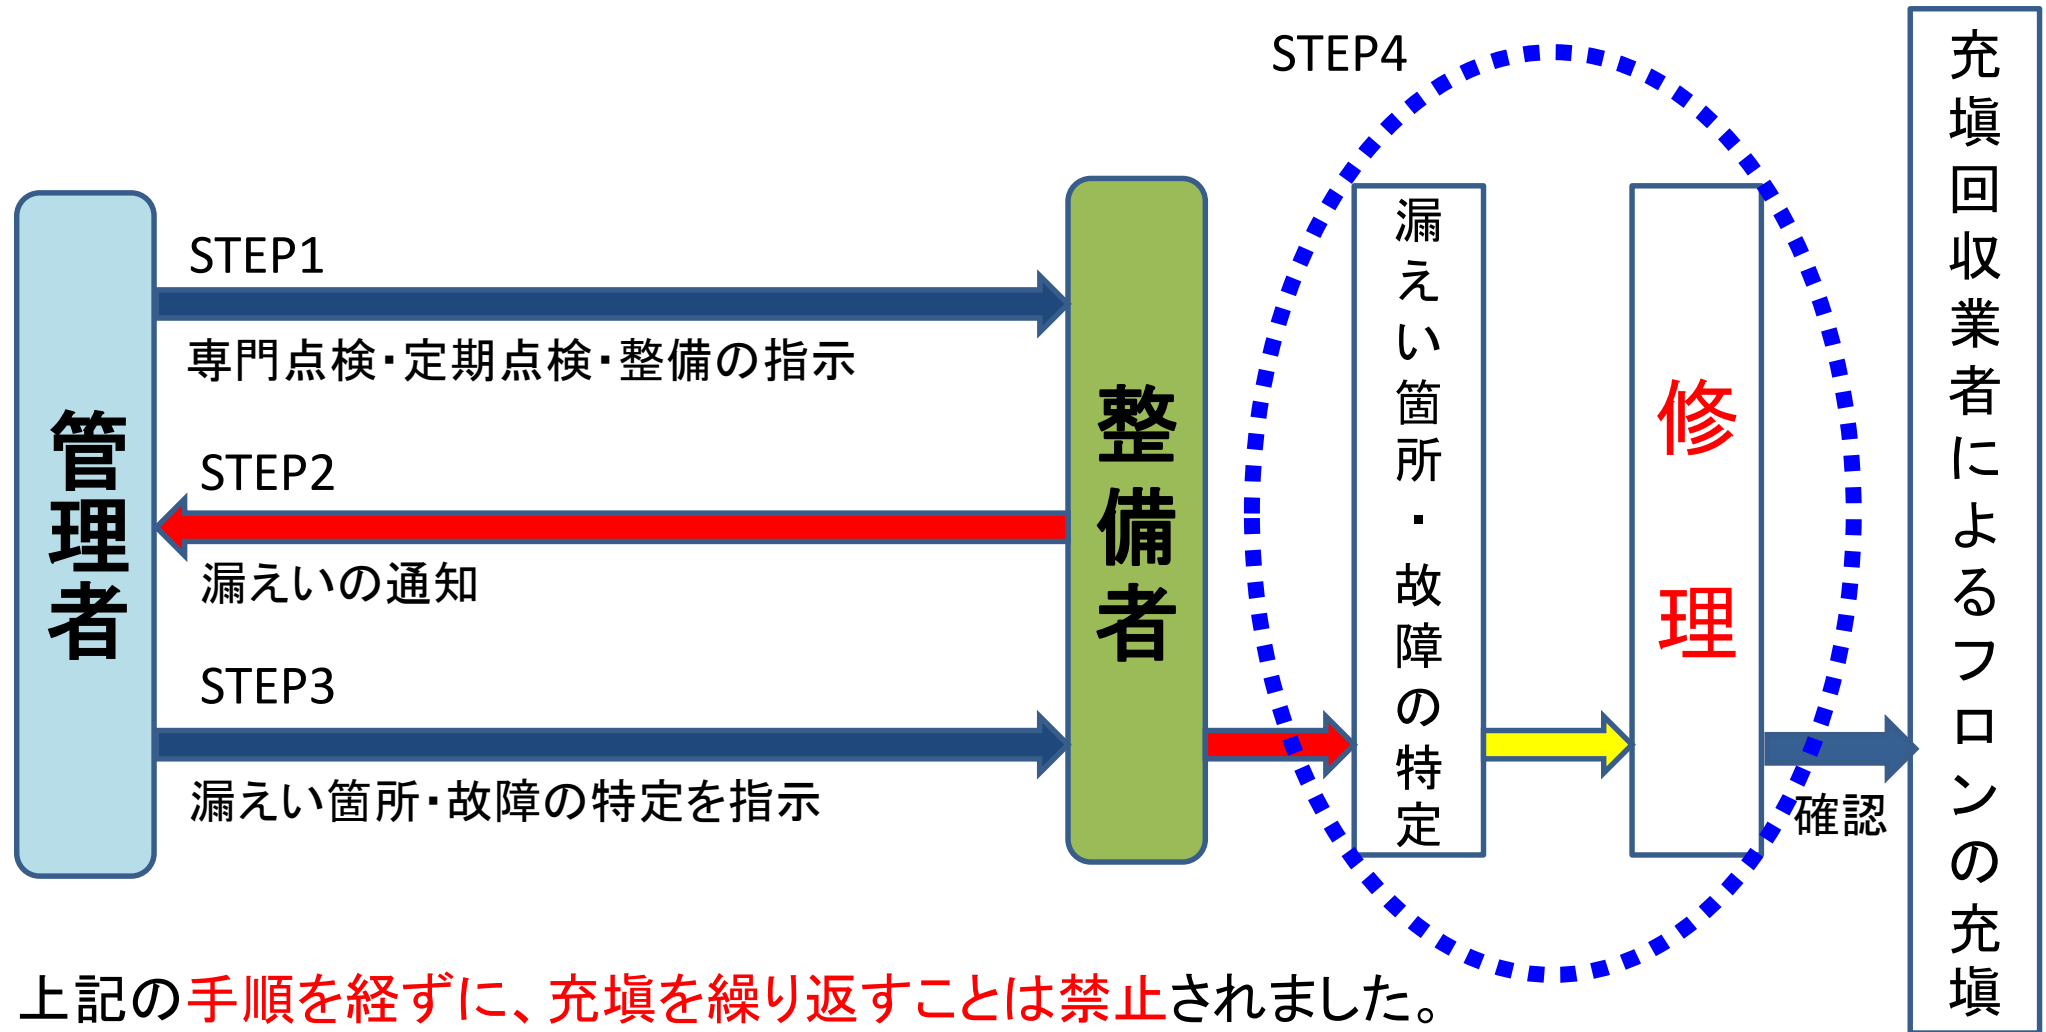 管理者
STEP1
専門点検・定期点検・整備の指示
STEP2
漏えいの通知
STEP3
漏えい箇所・故障の特定を指示
整備者
STEP4
漏えい箇所・故障の特定
修理
確認
充塡回収業者によるフロンの充塡
上記の手順を経ずに、充塡を繰り返すことは禁止されました。